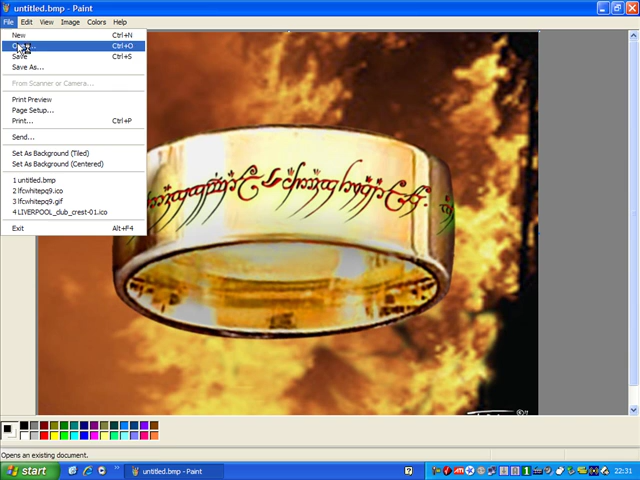 untitled.bmp - Paint
File Edit View Image Colors Help
New Ctrl+N
Ctrl+O
Save Ctrl+S
Save As...
From Scanner or Camera...
Print Preview
Page Setup...
Print... Ctrl+P
Send...
Set As Background (Tiled)
Set As Background (Centered)
1 untitled.bmp
2 lfcwhitepq9.ico
3 lfcwhitepq9.gif
4 LIVERPOOL_club_crest-01.ico
Exit Alt+F4
Opens an existing document.
start untitled.bmp - Paint 22:31